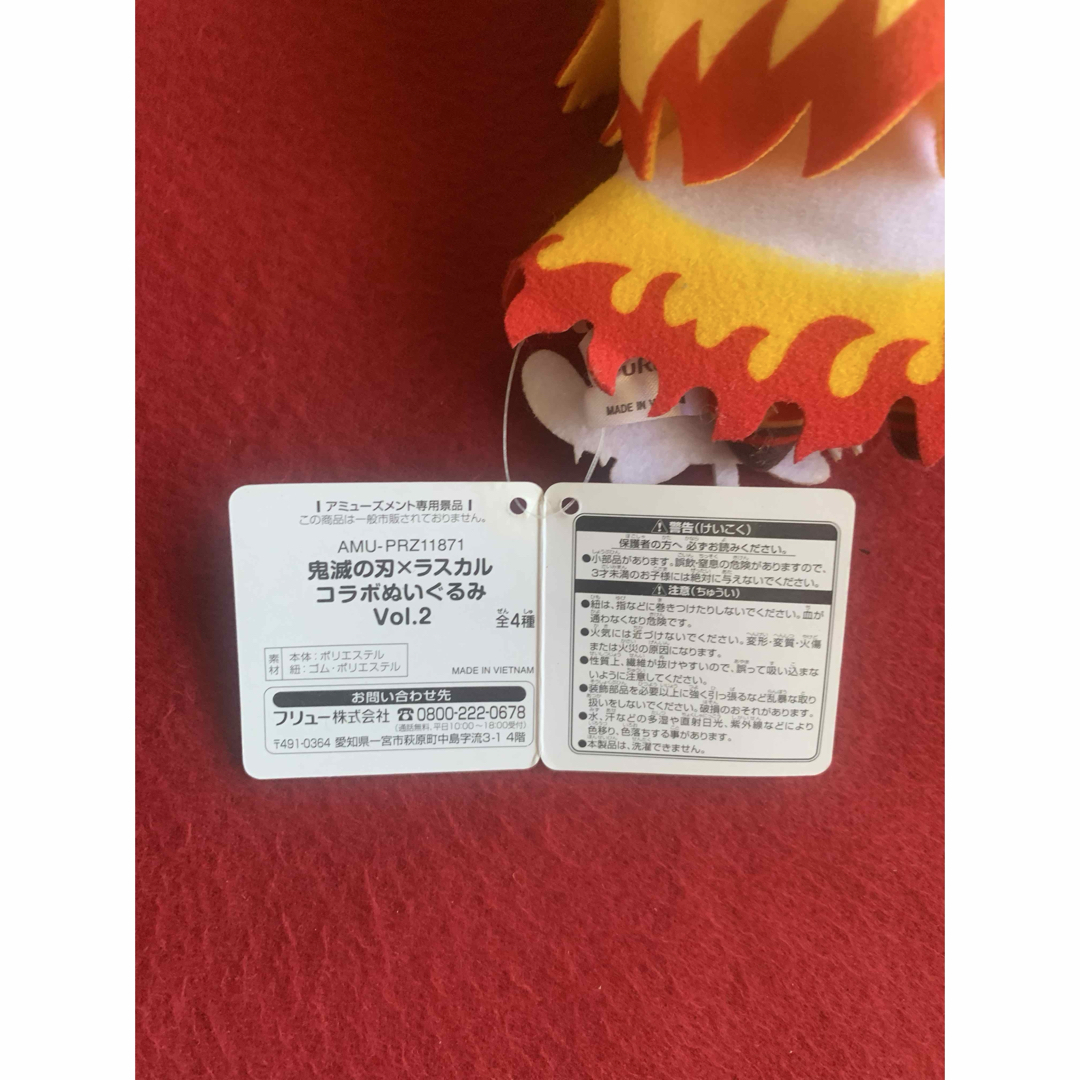 MADE IN V
アミューズメント専用景品
この商品は一般市販されておりません。
AMU-PRZ11871
鬼滅の刃×ラスカル
コラボぬいぐるみ
Vol.2
ぜん しゅ
全4種
素材
本体：ポリエステル
紐：ゴム・ポリエステル
MADE IN VIETNAM
お問い合わせ先
フリュー株式会社 ☎0800-222-0678
(通話無料、平日10:00～18:00受付)
〒491-0364 愛知県一宮市萩原町中島字流3-1 4階
⚠警告(けいこく)
保護者の方へ 必ずお読みください。
●小部品があります。誤飲・窒息の危険がありますので、
3才未満のお子様には絶対に与えないでください。
⚠注意(ちゅうい)
●紐は、指などに巻きつけたりしないでください。血が
通わなくなり危険です。
●火気には近づけないでください。変形・変質・火傷
または火災の原因になります。
●性質上、繊維が抜けやすいので、誤って吸い込まな
いように注意してください。
●装飾部品を必要以上に強く引っ張るなど乱暴な取り
扱いをしないでください。破損のおそれがあります。
●水、汗などの多湿や直射日光、紫外線などにより
色移り、色落ちする事があります。
●本製品は、洗濯できません。